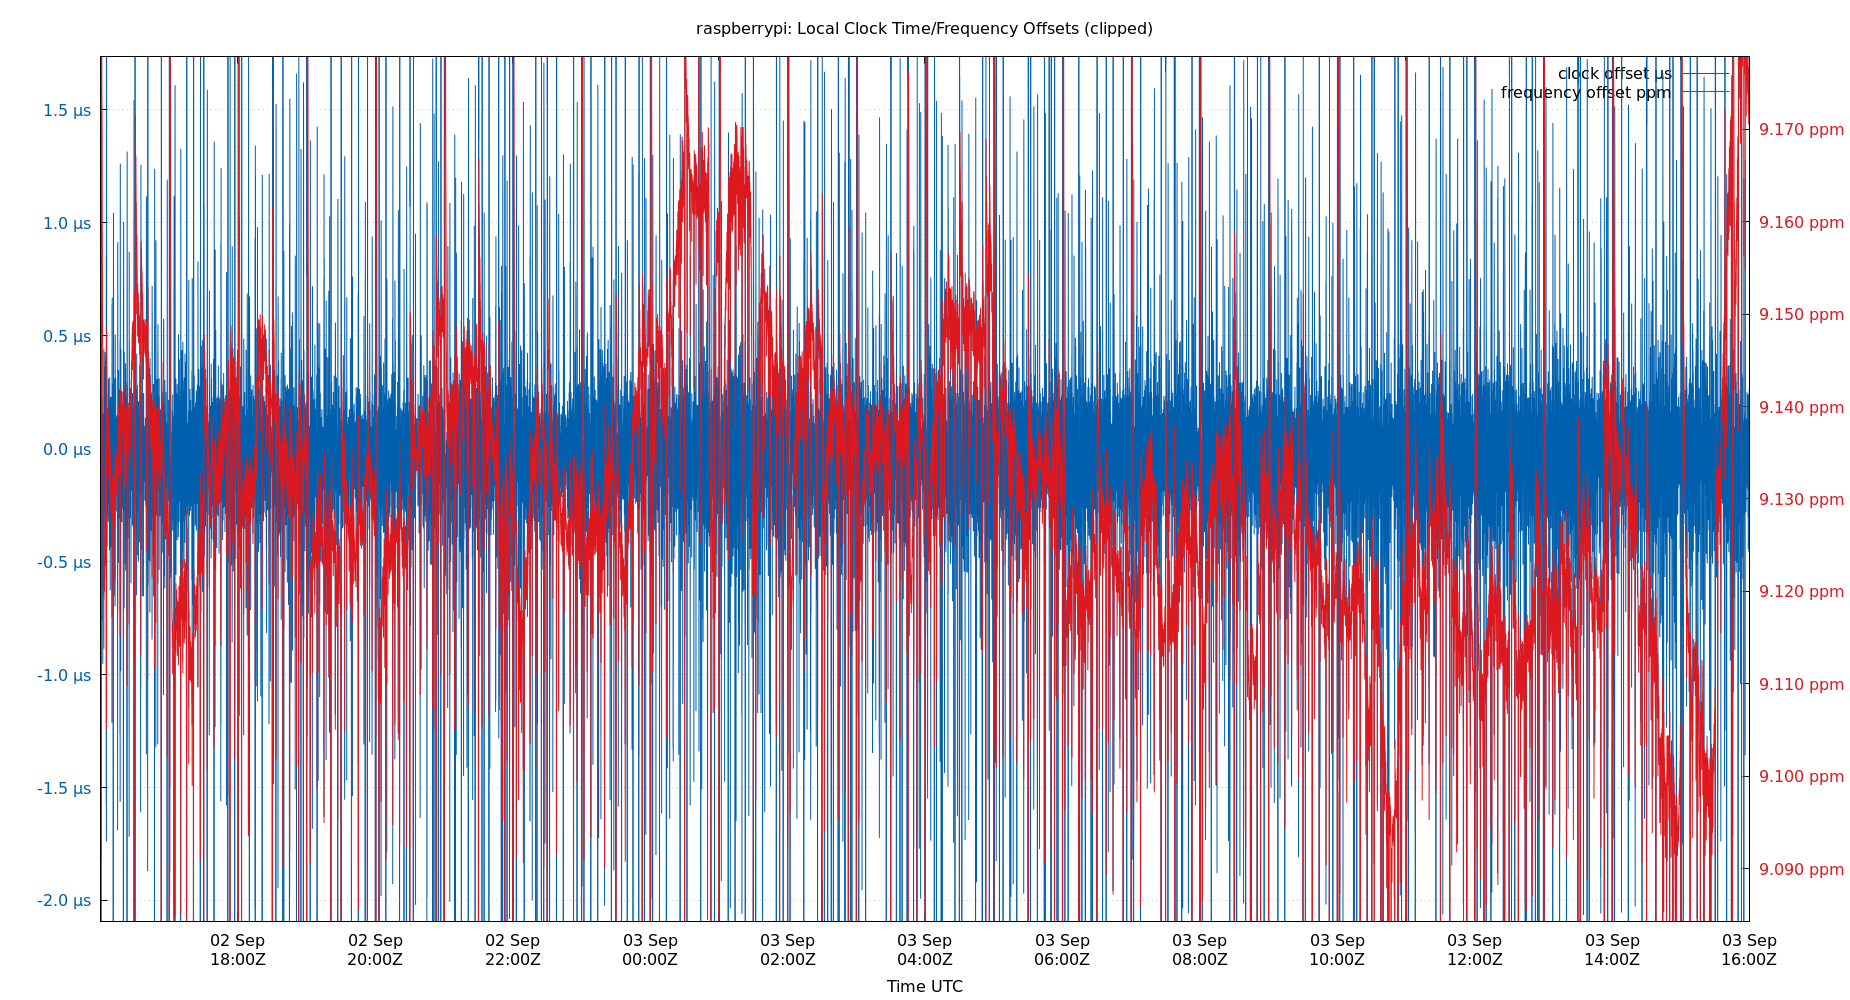 raspberrypi: Local Clock Time/Frequency Offsets (clipped)
clock offset µs
frequency offset ppm
1.5 µs
1.0 µs
0.5 µs
0.0 µs
-0.5 µs
-1.0 µs
-1.5 µs
-2.0 µs
9.170 ppm
9.160 ppm
9.150 ppm
9.140 ppm
9.130 ppm
9.120 ppm
9.110 ppm
9.100 ppm
9.090 ppm
02 Sep 02 Sep 02 Sep 03 Sep 03 Sep 03 Sep 03 Sep 03 Sep 03 Sep 03 Sep 03 Sep 03 Sep
18:00Z 20:00Z 22:00Z 00:00Z 02:00Z 04:00Z 06:00Z 08:00Z 10:00Z 12:00Z 14:00Z 16:00Z
Time UTC